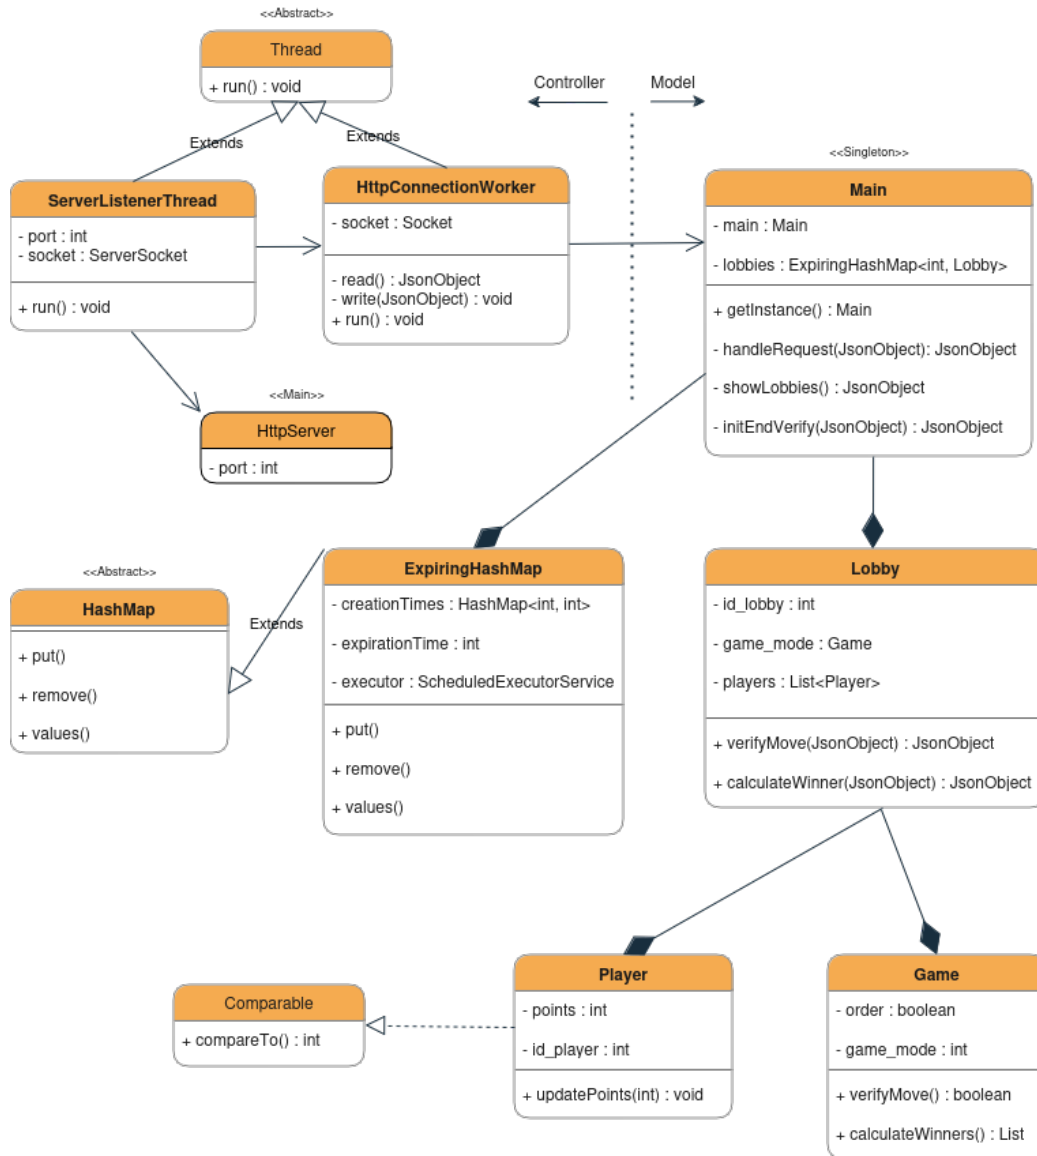 <<Abstract>>
Thread
+ run() : void
Controller
Model
Extends
Extends
<<Singleton>>
ServerListenerThread
- port : int
- socket : ServerSocket
+ run() : void
HttpConnectionWorker
- socket : Socket
- read() : JsonObject
- write(JsonObject) : void
+ run() : void
Main
- main : Main
- lobbies : ExpiringHashMap<int, Lobby>
+ getInstance() : Main
- handleRequest(JsonObject): JsonObject
- showLobbies() : JsonObject
- initEndVerify(JsonObject) : JsonObject
<<Main>>
HttpServer
- port : int
<<Abstract>>
HashMap
+ put()
+ remove()
+ values()
Extends
ExpiringHashMap
- creationTimes : HashMap<int, int>
- expirationTime : int
- executor : ScheduledExecutorService
+ put()
+ remove()
+ values()
Lobby
- id_lobby : int
- game_mode : Game
- players : List<Player>
+ verifyMove(JsonObject) : JsonObject
+ calculateWinner(JsonObject) : JsonObject
Comparable
+ compareTo() : int
Player
- points : int
- id_player : int
+ updatePoints(int) : void
Game
- order : boolean
- game_mode : int
+ verifyMove() : boolean
+ calculateWinners() : List